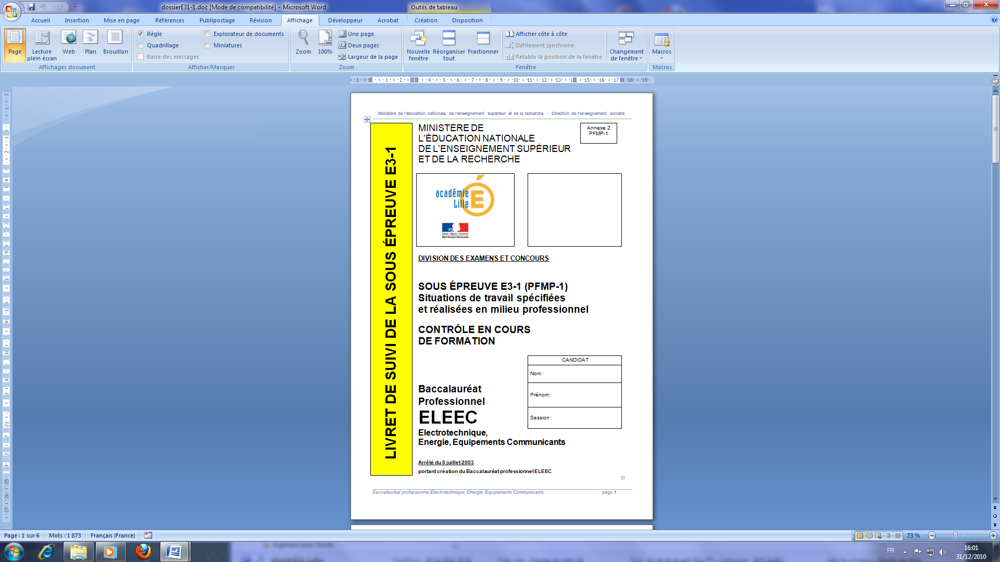 dossierE31-1.doc [Mode de compatibilité] - Microsoft Word
Outils de tableau
Accueil Insertion Mise en page Références Publipostage Révision Affichage Développeur Acrobat Création Disposition
Page
Lecture plein écran
Web
Plan
Brouillon
Affichages document
Règle
Quadrillage
Barre des messages
Explorateur de documents
Miniatures
Afficher/Masquer
Zoom
100%
Une page
Deux pages
Largeur de la page
Zoom
Nouvelle fenêtre
Réorganiser tout
Fractionner
Afficher côte à côte
Défilement synchrone
Rétablir la position de la fenêtre
Changement de fenêtre
Fenêtre
Macros
Macros
Ministère de l'éducation nationale, de l'enseignement supérieur et de la recherche - Direction de l'enseignement scolaire
LIVRET DE SUIVI DE LA SOUS ÉPREUVE E3-1
MINISTÈRE DE
L'ÉDUCATION NATIONALE
DE L'ENSEIGNEMENT SUPÉRIEUR
ET DE LA RECHERCHE
Annexe 2
PFMP-1
académie
Lille
É
Liberté • Égalité • Fraternité
RÉPUBLIQUE FRANÇAISE
DIVISION DES EXAMENS ET CONCOURS
SOUS ÉPREUVE E3-1 (PFMP-1)
Situations de travail spécifiées
et réalisées en milieu professionnel
CONTRÔLE EN COURS
DE FORMATION
CANDIDAT
Nom :
Prénom :
Session :
Baccalauréat
Professionnel
ELEEC
Electrotechnique,
Energie, Equipements Communicants
Arrêté du 8 juillet 2003
portant création du Baccalauréat professionnel ELEEC
Baccalauréat professionnel Électrotechnique, Énergie, Équipements Communicants page 1
Page : 1 sur 6 Mots : 1 873 Français (France) 73 %
FR
16:01
31/12/2010